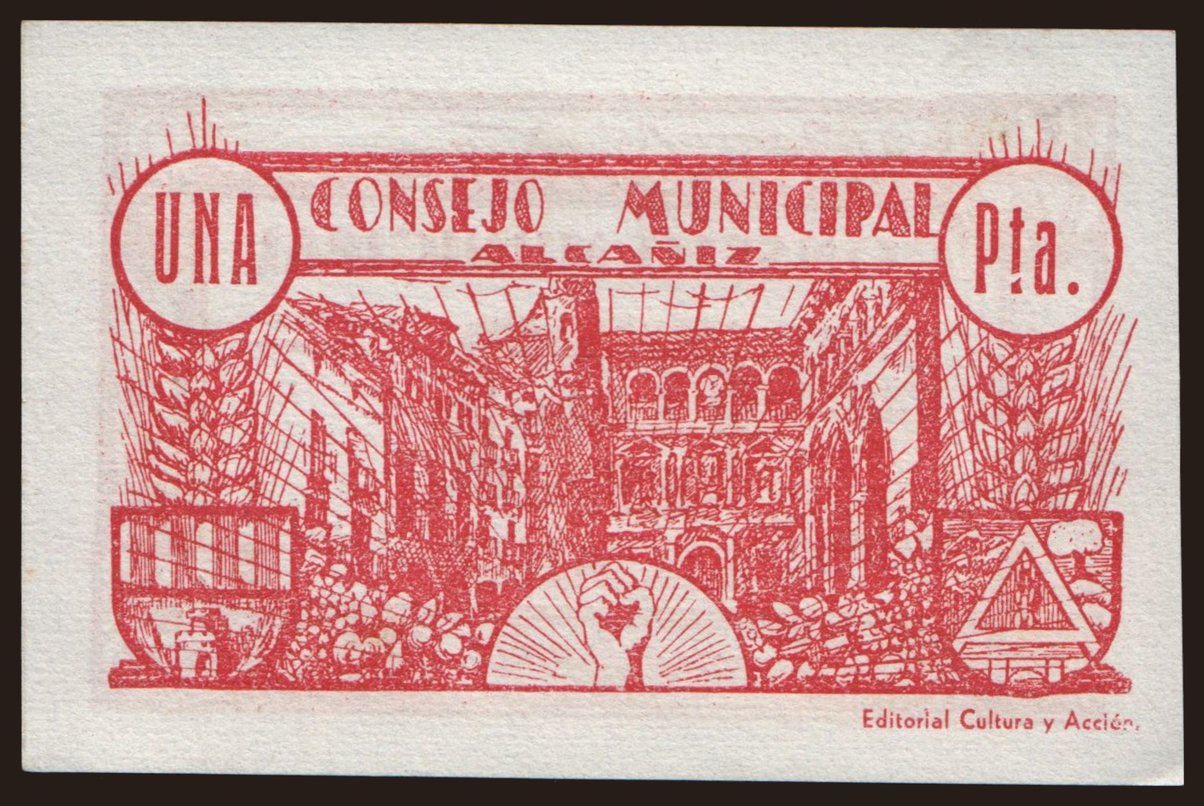 UNA
CONSEJO MUNICIPAL
ALCAÑIZ
Pta.
Editorial Cultura y Acción.